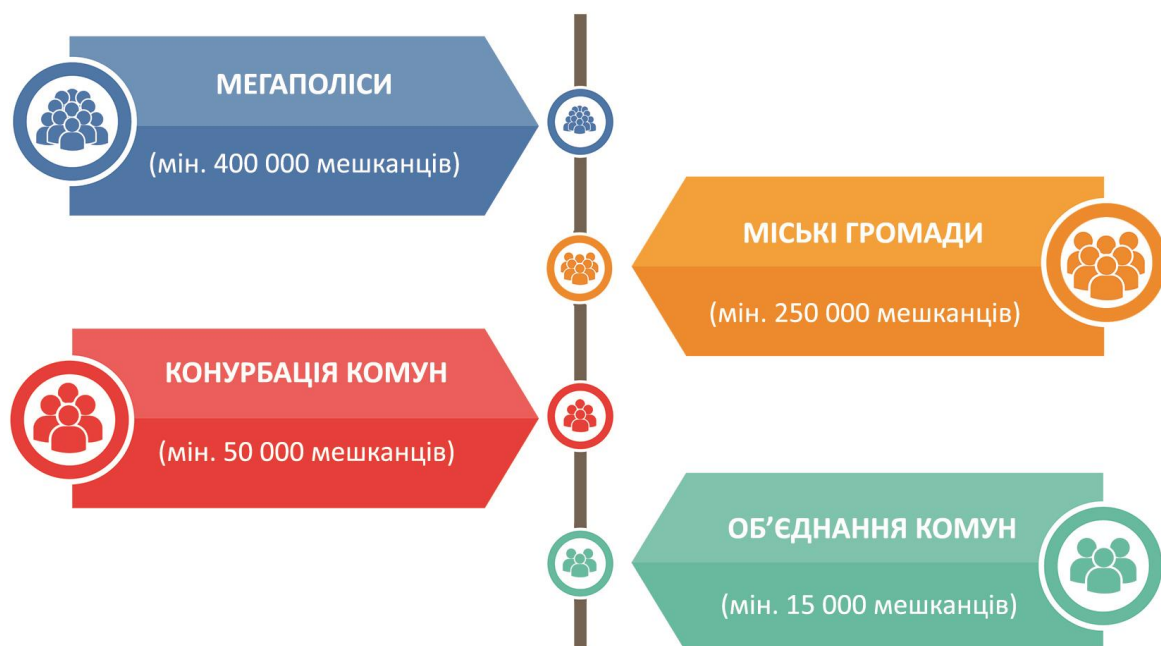 МЕГАПОЛІСИ
(мін. 400 000 мешканців)
МІСЬКІ ГРОМАДИ
(мін. 250 000 мешканців)
КОНУРБАЦІЯ КОМУН
(мін. 50 000 мешканців)
ОБ’ЄДНАННЯ КОМУН
(мін. 15 000 мешканців)